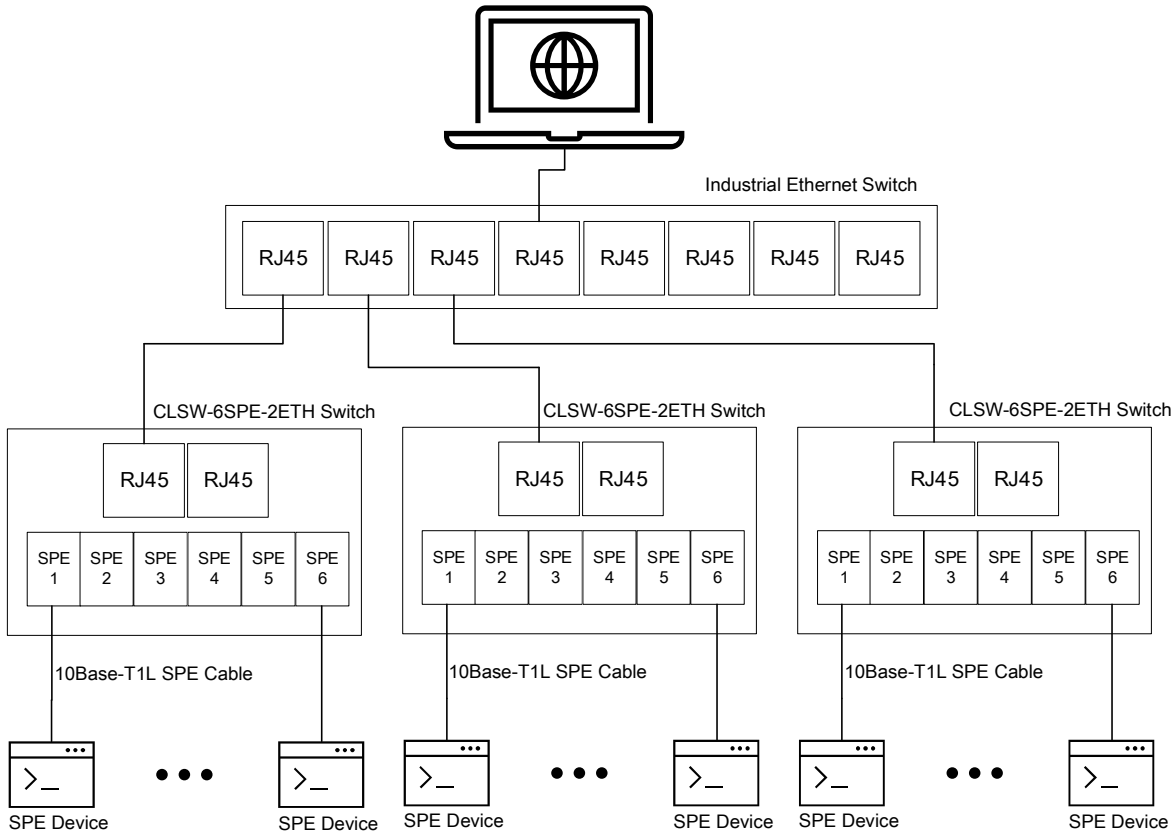 Industrial Ethernet Switch
RJ45 RJ45 RJ45 RJ45 RJ45 RJ45 RJ45 RJ45
CLSW-6SPE-2ETH Switch
RJ45 RJ45
SPE 1
SPE 2
SPE 3
SPE 4
SPE 5
SPE 6
10Base-T1L SPE Cable
>_
>_
SPE Device
SPE Device
CLSW-6SPE-2ETH Switch
RJ45 RJ45
SPE 1
SPE 2
SPE 3
SPE 4
SPE 5
SPE 6
10Base-T1L SPE Cable
>_
>_
SPE Device
SPE Device
CLSW-6SPE-2ETH Switch
RJ45 RJ45
SPE 1
SPE 2
SPE 3
SPE 4
SPE 5
SPE 6
10Base-T1L SPE Cable
>_
>_
SPE Device
SPE Device